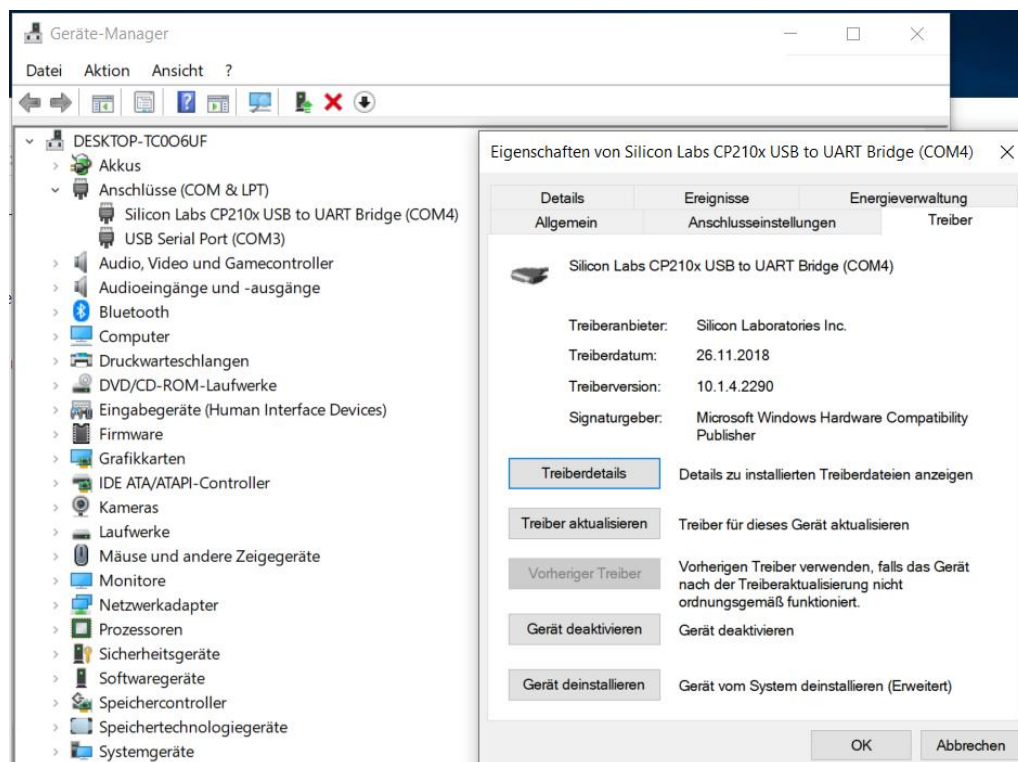 Geräte-Manager
Datei Aktion Ansicht ?
DESKTOP-TC0O6UF
Akkus
Anschlüsse (COM & LPT)
Silicon Labs CP210x USB to UART Bridge (COM4)
USB Serial Port (COM3)
Audio, Video und Gamecontroller
Audioeingänge und -ausgänge
Bluetooth
Computer
Druckwarteschlangen
DVD/CD-ROM-Laufwerke
Eingabegeräte (Human Interface Devices)
Firmware
Grafikkarten
IDE ATA/ATAPI-Controller
Kameras
Laufwerke
Mäuse und andere Zeigegeräte
Monitore
Netzwerkadapter
Prozessoren
Sicherheitsgeräte
Softwaregeräte
Speichercontroller
Speichertechnologiegeräte
Systemgeräte
Eigenschaften von Silicon Labs CP210x USB to UART Bridge (COM4)
Details Ereignisse Energieverwaltung
Allgemein Anschlusseinstellungen Treiber
Silicon Labs CP210x USB to UART Bridge (COM4)
Treiberanbieter: Silicon Laboratories Inc.
Treiberdatum: 26.11.2018
Treiberversion: 10.1.4.2290
Signaturgeber: Microsoft Windows Hardware Compatibility
Publisher
Treiberdetails Details zu installierten Treiberdateien anzeigen
Treiber aktualisieren Treiber für dieses Gerät aktualisieren
Vorheriger Treiber Vorherigen Treiber verwenden, falls das Gerät
nach der Treiberaktualisierung nicht
ordnungsgemäß funktioniert.
Gerät deaktivieren Gerät deaktivieren
Gerät deinstallieren Gerät vom System deinstallieren (Erweitert)
OK Abbrechen